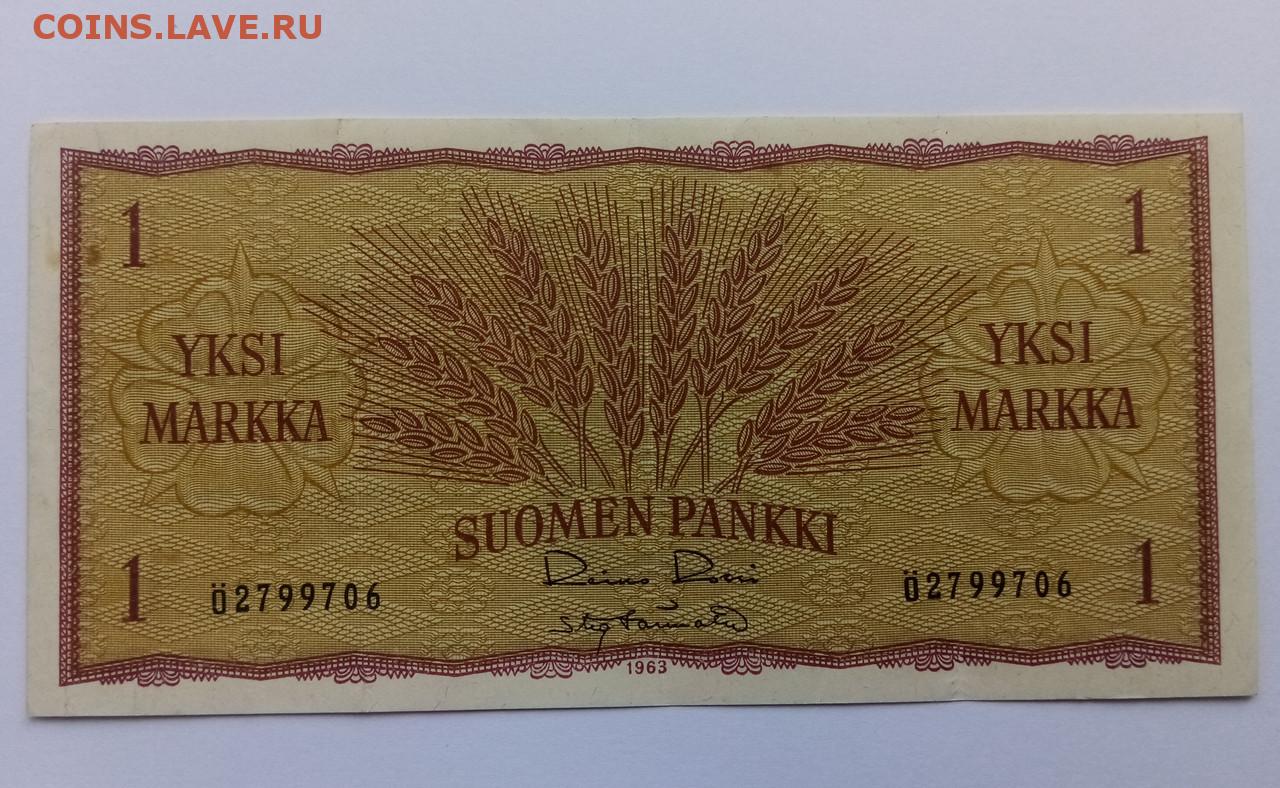 COINS.LAVE.RU
1 1
YKSI YKSI
MARKKA MARKKA
SUOMEN PANKKI
1 Ö2799706 Ö2799706 1
1963